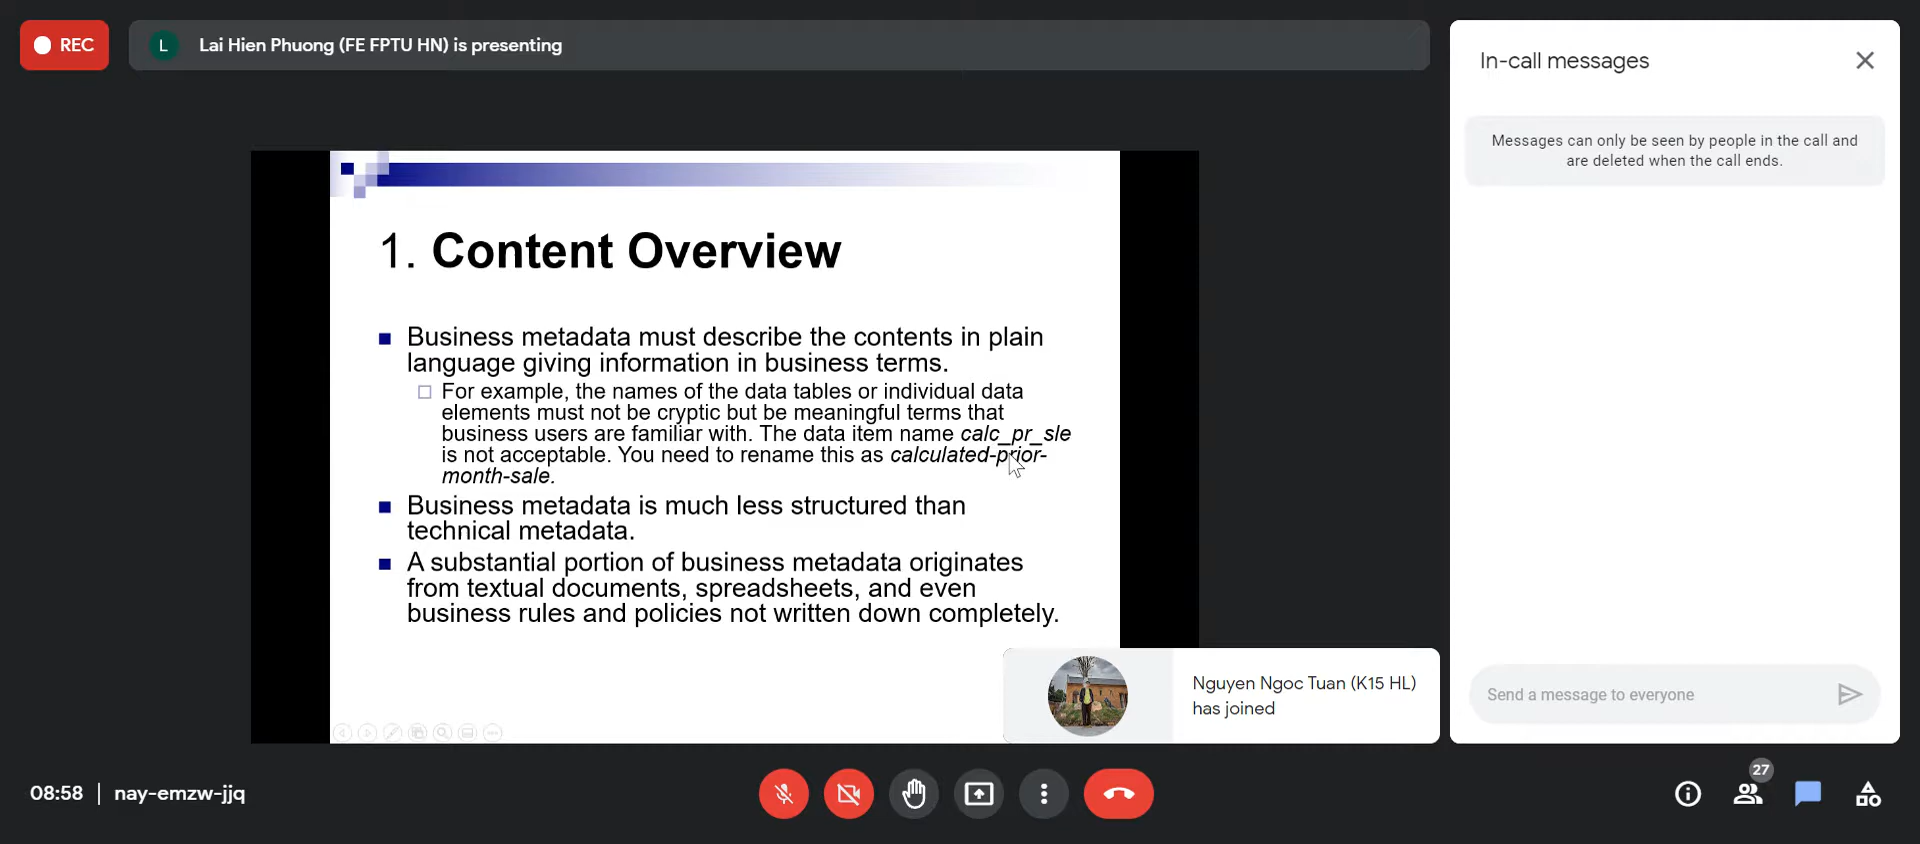 REC
L
Lai Hien Phuong (FE FPTU HN) is presenting
In-call messages
Messages can only be seen by people in the call and
are deleted when the call ends.
1. Content Overview
Business metadata must describe the contents in plain
language giving information in business terms.
For example, the names of the data tables or individual data
elements must not be cryptic but be meaningful terms that
business users are familiar with. The data item name calc_pr_sle
is not acceptable. You need to rename this as calculated-prior-
month-sale.
Business metadata is much less structured than
technical metadata.
A substantial portion of business metadata originates
from textual documents, spreadsheets, and even
business rules and policies not written down completely.
Nguyen Ngoc Tuan (K15 HL)
has joined
Send a message to everyone
08:58 | nay-emzw-jjq
27